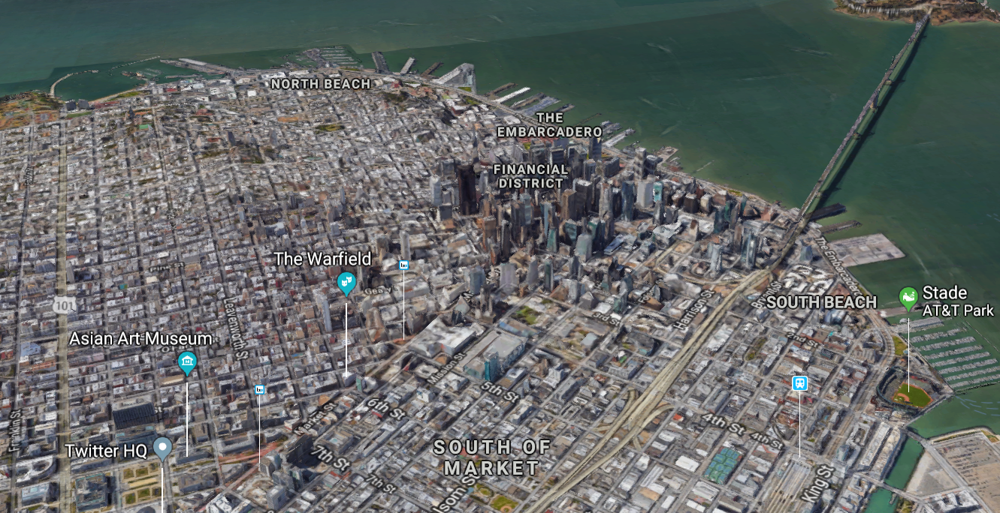 NORTH BEACH
THE
EMBARCADERO
FINANCIAL
DISTRICT
The Warfield
Pine St
Geary
101
Leavenworth St
Harrison St
The Embarcadero
SOUTH BEACH
Stade
AT&T Park
3rd St
2nd St
Asian Art Museum
Mission St
5th St
6th St
Market St
4th St
4th St
Franklin St
Twitter HQ
7th St
7th St
SOUTH OF
MARKET
King St